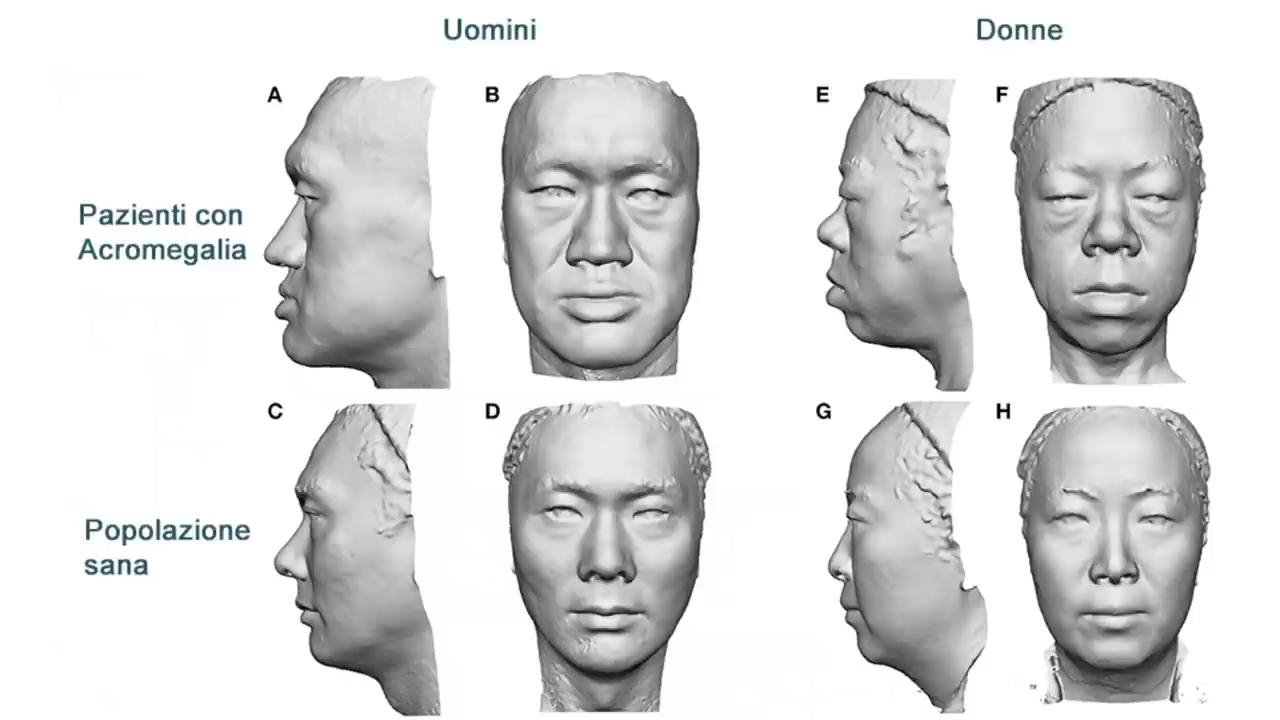 Uomini
Donne
A
B
E
F
Pazienti con
Acromegalia
C
D
G
H
Popolazione
sana